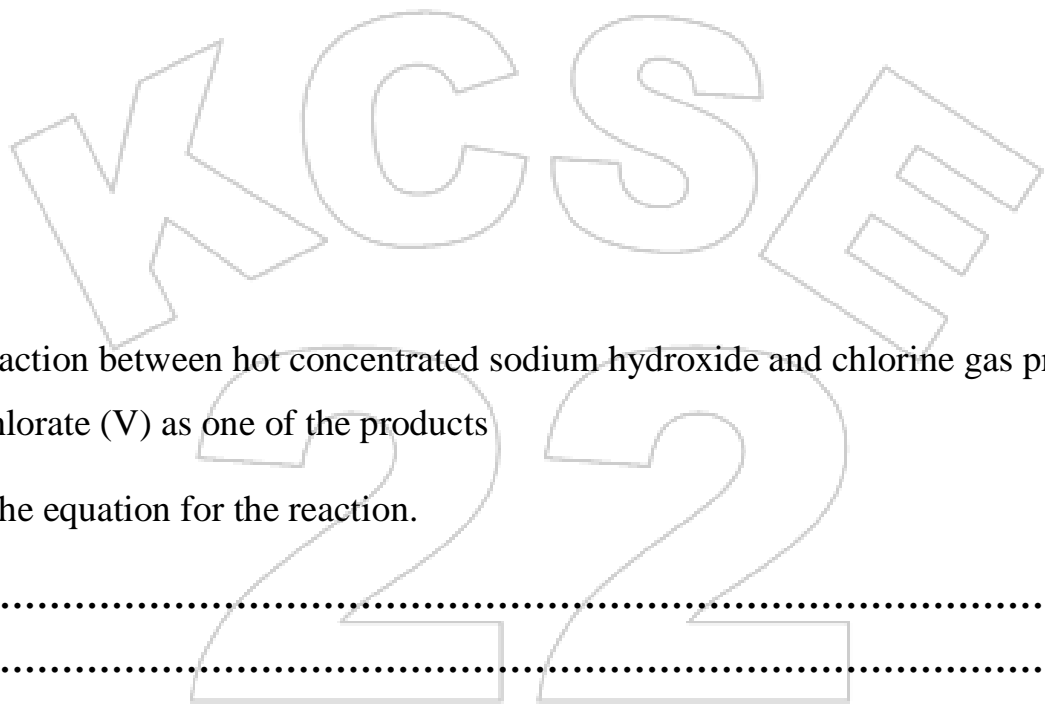 KCSE
22
action between hot concentrated sodium hydroxide and chlorine gas pr
hlorate (V) as one of the products
he equation for the reaction.